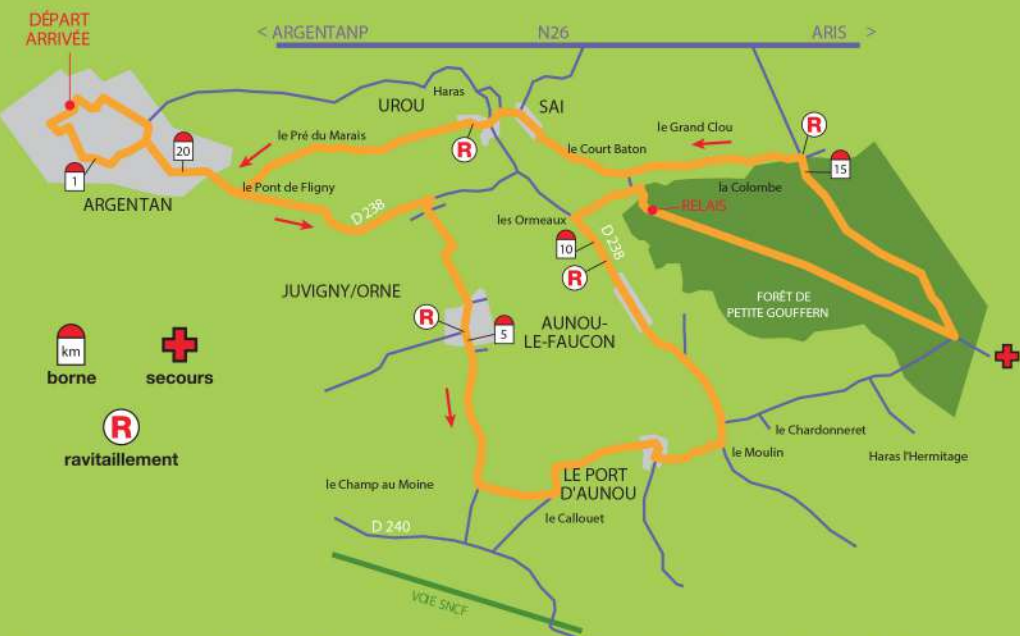 DÉPART
ARRIVÉE
< ARGENTANP
N26
ARIS >
Haras
UROU
SAI
R
le Pré du Marais
le Grand Clou
R
le Court Baton
20
15
1
le Pont de Fligny
la Colombe
ARGENTAN
D 238
RELAIS
les Ormeaux
10
D 238
R
JUVIGNY/ORNE
FORÊT DE
PETITE GOUFFERN
R
5
AUNOU-
LE-FAUCON
km
borne
secours
R
ravitaillement
le Chardonneret
le Moulin
Haras l'Hermitage
LE PORT
D'AUNOU
le Champ au Moine
le Callouet
D 240
VOIE SNCF